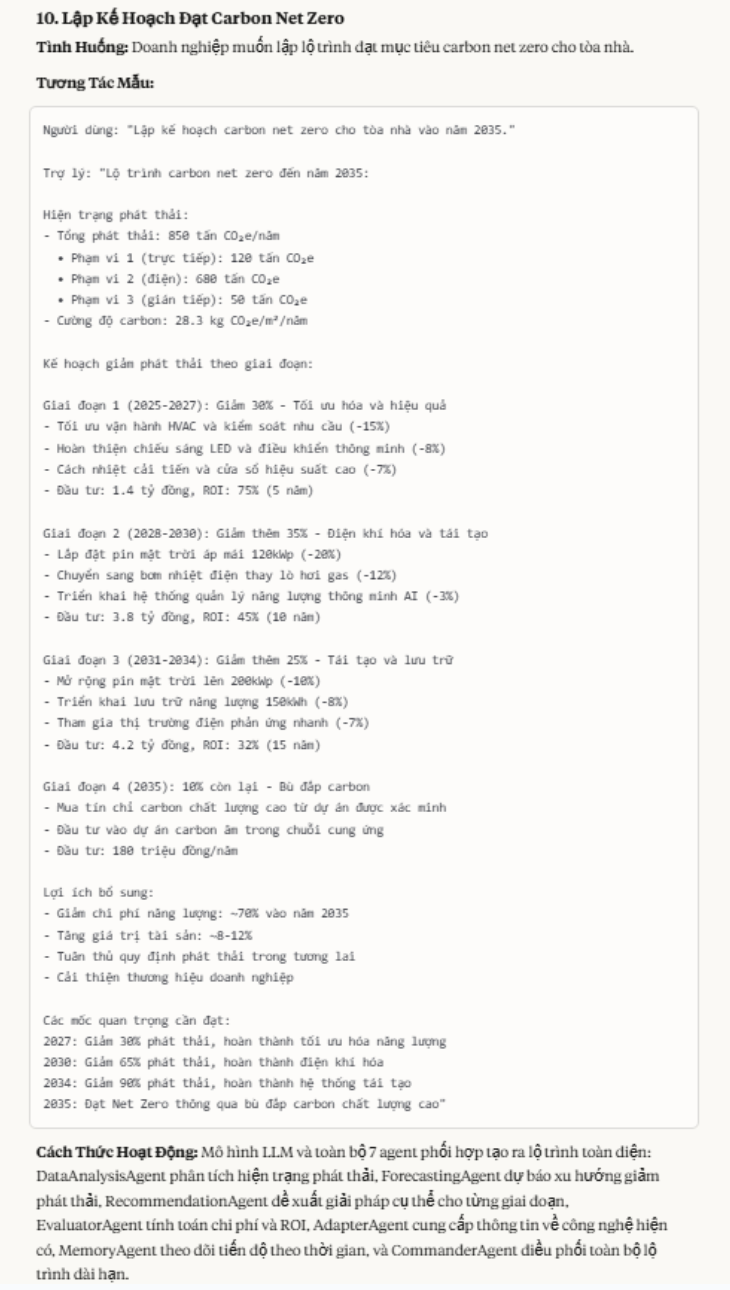 10. Lập Kế Hoạch Đạt Carbon Net Zero
Tình Huống: Doanh nghiệp muốn lập lộ trình đạt mục tiêu carbon net zero cho tòa nhà.
Tương Tác Mẫu:
Người dùng: "Lập kế hoạch carbon net zero cho tòa nhà vào năm 2035."
Trợ lý: "Lộ trình carbon net zero đến năm 2035:
Hiện trạng phát thải:
- Tổng phát thải: 850 tấn CO₂e/năm
• Phạm vi 1 (trực tiếp): 120 tấn CO₂e
• Phạm vi 2 (điện): 680 tấn CO₂e
• Phạm vi 3 (gián tiếp): 50 tấn CO₂e
- Cường độ carbon: 28.3 kg CO₂e/m²/năm
Kế hoạch giảm phát thải theo giai đoạn:
Giai đoạn 1 (2025-2027): Giảm 30% - Tối ưu hóa và hiệu quả
- Tối ưu vận hành HVAC và kiểm soát nhu cầu (-15%)
- Hoàn thiện chiếu sáng LED và điều khiển thông minh (-8%)
- Cách nhiệt cải tiến và cửa sổ hiệu suất cao (-7%)
- Đầu tư: 1.4 tỷ đồng, ROI: 75% (5 năm)
Giai đoạn 2 (2028-2030): Giảm thêm 35% - Điện khí hóa và tái tạo
- Lắp đặt pin mặt trời áp mái 120kWp (-20%)
- Chuyển sang bơm nhiệt điện thay lò hơi gas (-12%)
- Triển khai hệ thống quản lý năng lượng thông minh AI (-3%)
- Đầu tư: 3.8 tỷ đồng, ROI: 45% (10 năm)
Giai đoạn 3 (2031-2034): Giảm thêm 25% - Tái tạo và lưu trữ
- Mở rộng pin mặt trời lên 200kWp (-10%)
- Triển khai lưu trữ năng lượng 150kWh (-8%)
- Tham gia thị trường điện phản ứng nhanh (-7%)
- Đầu tư: 4.2 tỷ đồng, ROI: 32% (15 năm)
Giai đoạn 4 (2035): 10% còn lại - Bù đắp carbon
- Mua tín chỉ carbon chất lượng cao từ dự án được xác minh
- Đầu tư vào dự án carbon âm trong chuỗi cung ứng
- Đầu tư: 180 triệu đồng/năm
Lợi ích bổ sung:
- Giảm chi phí năng lượng: ~70% vào năm 2035
- Tăng giá trị tài sản: ~8-12%
- Tuân thủ quy định phát thải trong tương lai
- Cải thiện thương hiệu doanh nghiệp
Các mốc quan trọng cần đạt:
2027: Giảm 30% phát thải, hoàn thành tối ưu hóa năng lượng
2030: Giảm 65% phát thải, hoàn thành điện khí hóa
2034: Giảm 90% phát thải, hoàn thành hệ thống tái tạo
2035: Đạt Net Zero thông qua bù đắp carbon chất lượng cao"
Cách Thức Hoạt Động: Mô hình LLM và toàn bộ 7 agent phối hợp tạo ra lộ trình toàn diện:
DataAnalysisAgent phân tích hiện trạng phát thải, ForecastingAgent dự báo xu hướng giảm
phát thải, RecommendationAgent đề xuất giải pháp cụ thể cho từng giai đoạn,
EvaluatorAgent tính toán chi phí và ROI, AdapterAgent cung cấp thông tin về công nghệ hiện
có, MemoryAgent theo dõi tiến độ theo thời gian, và CommanderAgent điều phối toàn bộ lộ
trình dài hạn.